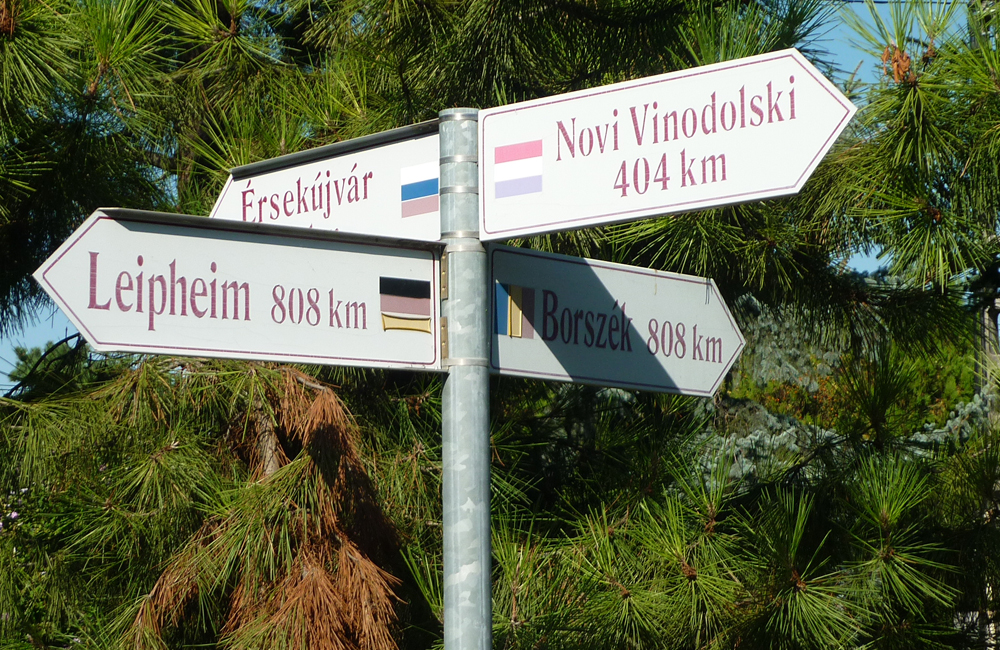 Novi Vinodolski
404 km
Érsekújvár
Leipheim 808 km
Borszék 808 km